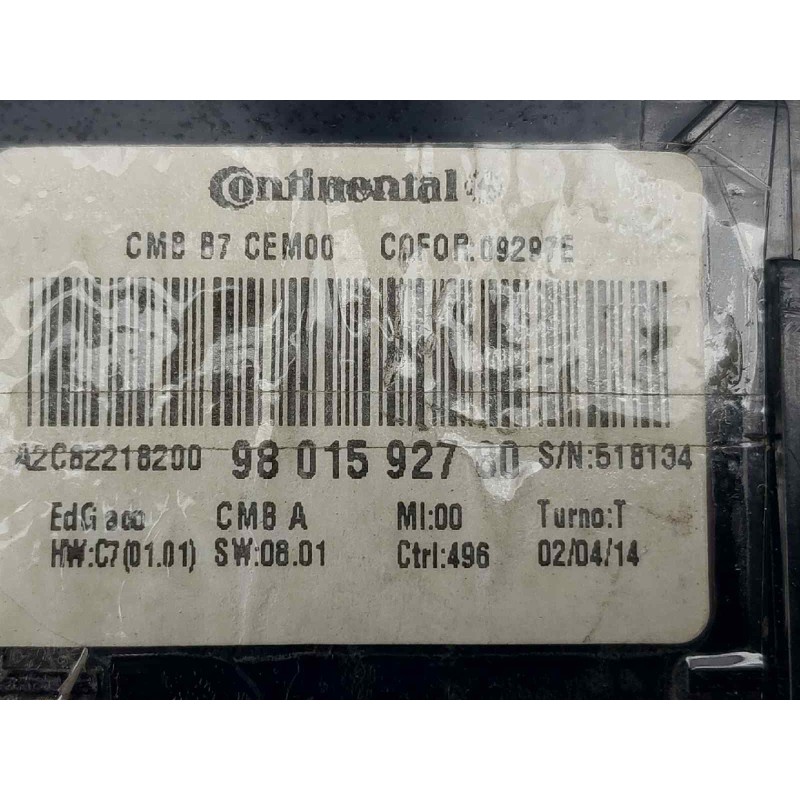 Continental
CMB B7 CEM00 COFOR:09297E
A2C82218200 98 015 927 80 S/N:518134
CMB A MI:00 Turno:T
HW:C7(01.01) SW:08.01 Ctrl:496 02/04/14